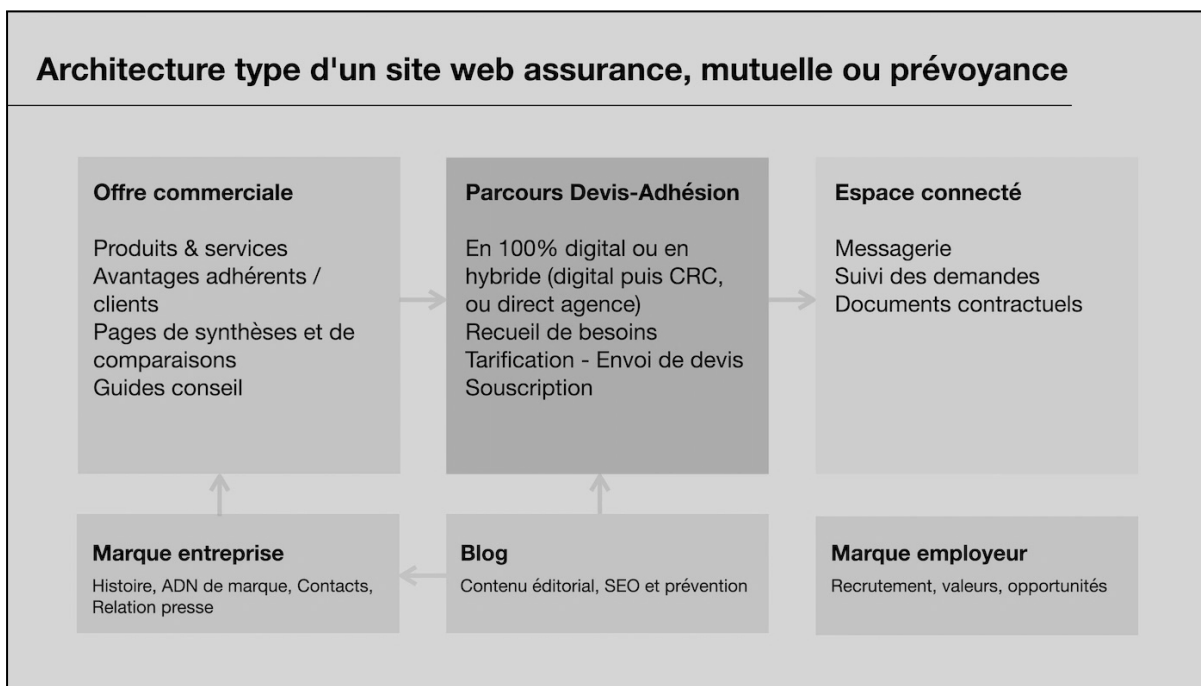 Architecture type d'un site web assurance, mutuelle ou prévoyance
Offre commerciale
Produits & services
Avantages adhérents /
clients
Pages de synthèses et de
comparaisons
Guides conseil
Parcours Devis-Adhésion
En 100% digital ou en
hybride (digital puis CRC,
ou direct agence)
Recueil de besoins
Tarification - Envoi de devis
Souscription
Espace connecté
Messagerie
Suivi des demandes
Documents contractuels
Marque entreprise
Histoire, ADN de marque, Contacts,
Relation presse
Blog
Contenu éditorial, SEO et prévention
Marque employeur
Recrutement, valeurs, opportunités